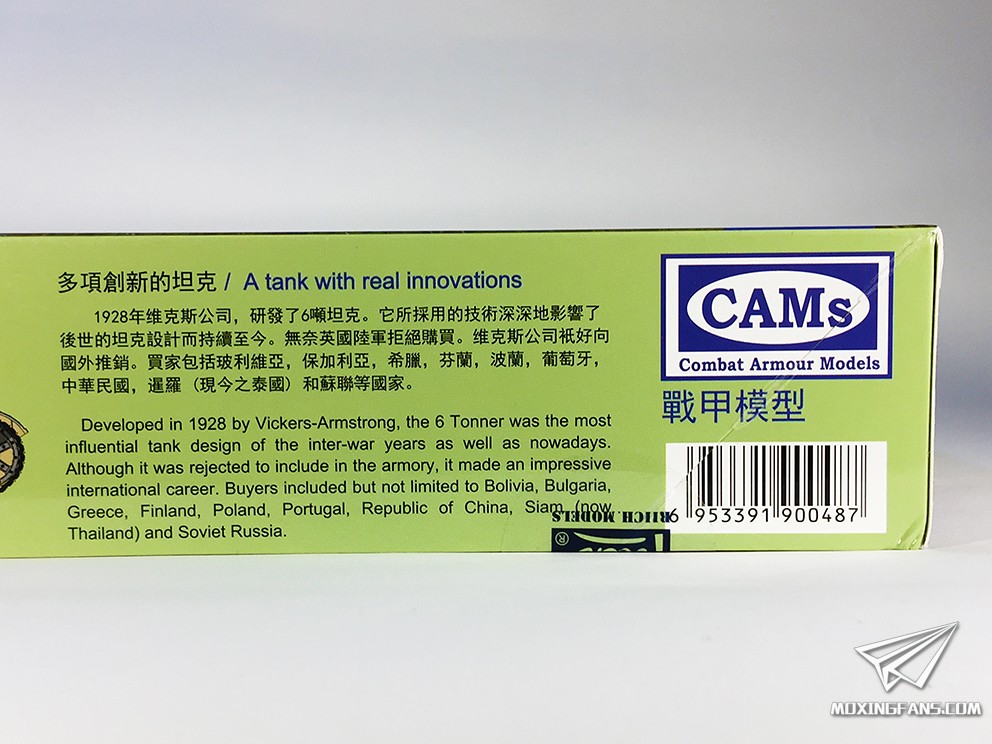 多項創新的坦克 / A tank with real innovations
1928年维克斯公司，研發了6噸坦克。它所採用的技術深深地影響了
後世的坦克設計而持續至今。無奈英國陸軍拒絕購買。维克斯公司衹好向
國外推銷。買家包括玻利維亞，保加利亞，希臘，芬蘭，波蘭，葡萄牙，
中華民國，暹羅（現今之泰國）和蘇聯等國家。
Developed in 1928 by Vickers-Armstrong, the 6 Tonner was the most
influential tank design of the inter-war years as well as nowadays.
Although it was rejected to include in the armory, it made an impressive
international career. Buyers included but not limited to Bolivia, Bulgaria,
Greece, Finland, Poland, Portugal, Republic of China, Siam (now
Thailand) and Soviet Russia.
CAMs
Combat Armour Models
戰甲模型
6 953391 900487
RIICH MODELS
®
MOXINGFANS.COM